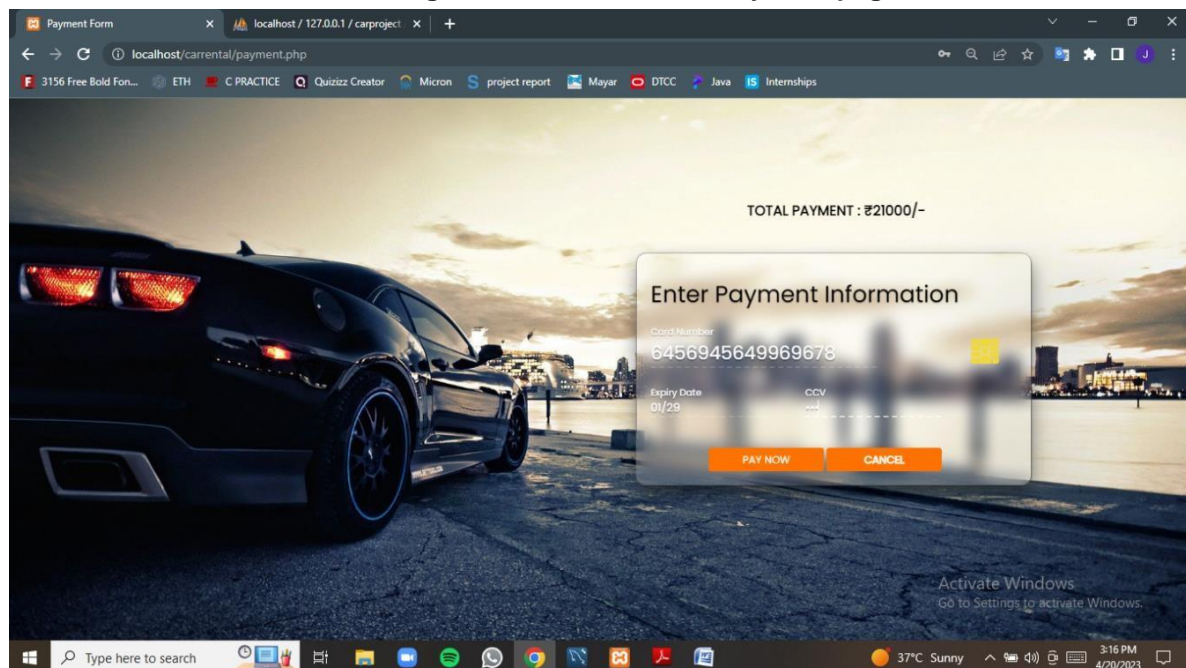 Payment Form
localhost / 127.0.0.1 / carproject
localhost/carrental/payment.php
J
3156 Free Bold Fon... ETH C PRACTICE Quizizz Creator Micron S project report Mayar DTCC Java IS Internships
TOTAL PAYMENT : ₹21000/-
Enter Payment Information
Card Number
6456945649969678
Expiry Date CCV
01/29
PAY NOW CANCEL
Activate Windows
Go to Settings to activate Windows.
Type here to search
37°C Sunny
3:16 PM
4/20/2023